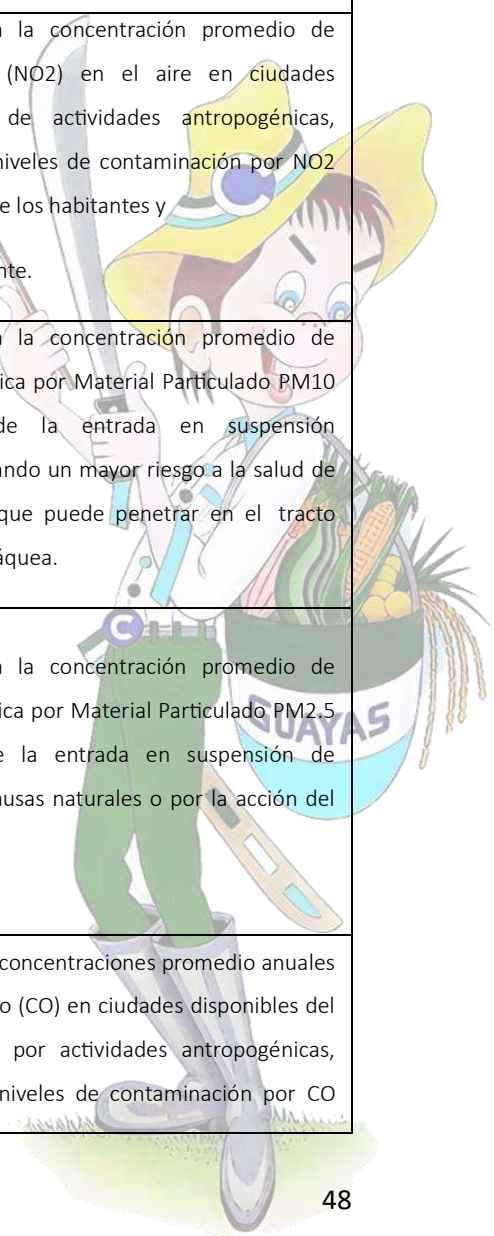 la concentración promedio de
(NO2) en el aire en ciudades
de actividades antropogénicas,
niveles de contaminación por NO2
e los habitantes y
nte.
la concentración promedio de
ica por Material Particulado PM10
de la entrada en suspensión
ando un mayor riesgo a la salud de
que puede penetrar en el tracto
áquea.
la concentración promedio de
ica por Material Particulado PM2.5
e la entrada en suspensión de
ausas naturales o por la acción del
concentraciones promedio anuales
o (CO) en ciudades disponibles del
por actividades antropogénicas,
niveles de contaminación por CO
C
C
GUAYAS
48